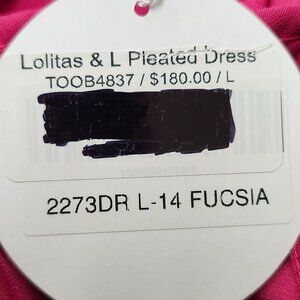 Lolitas & L Pleated Dress
TOOB4837 / $180.00 / L
2273DR L-14 FUCSIA